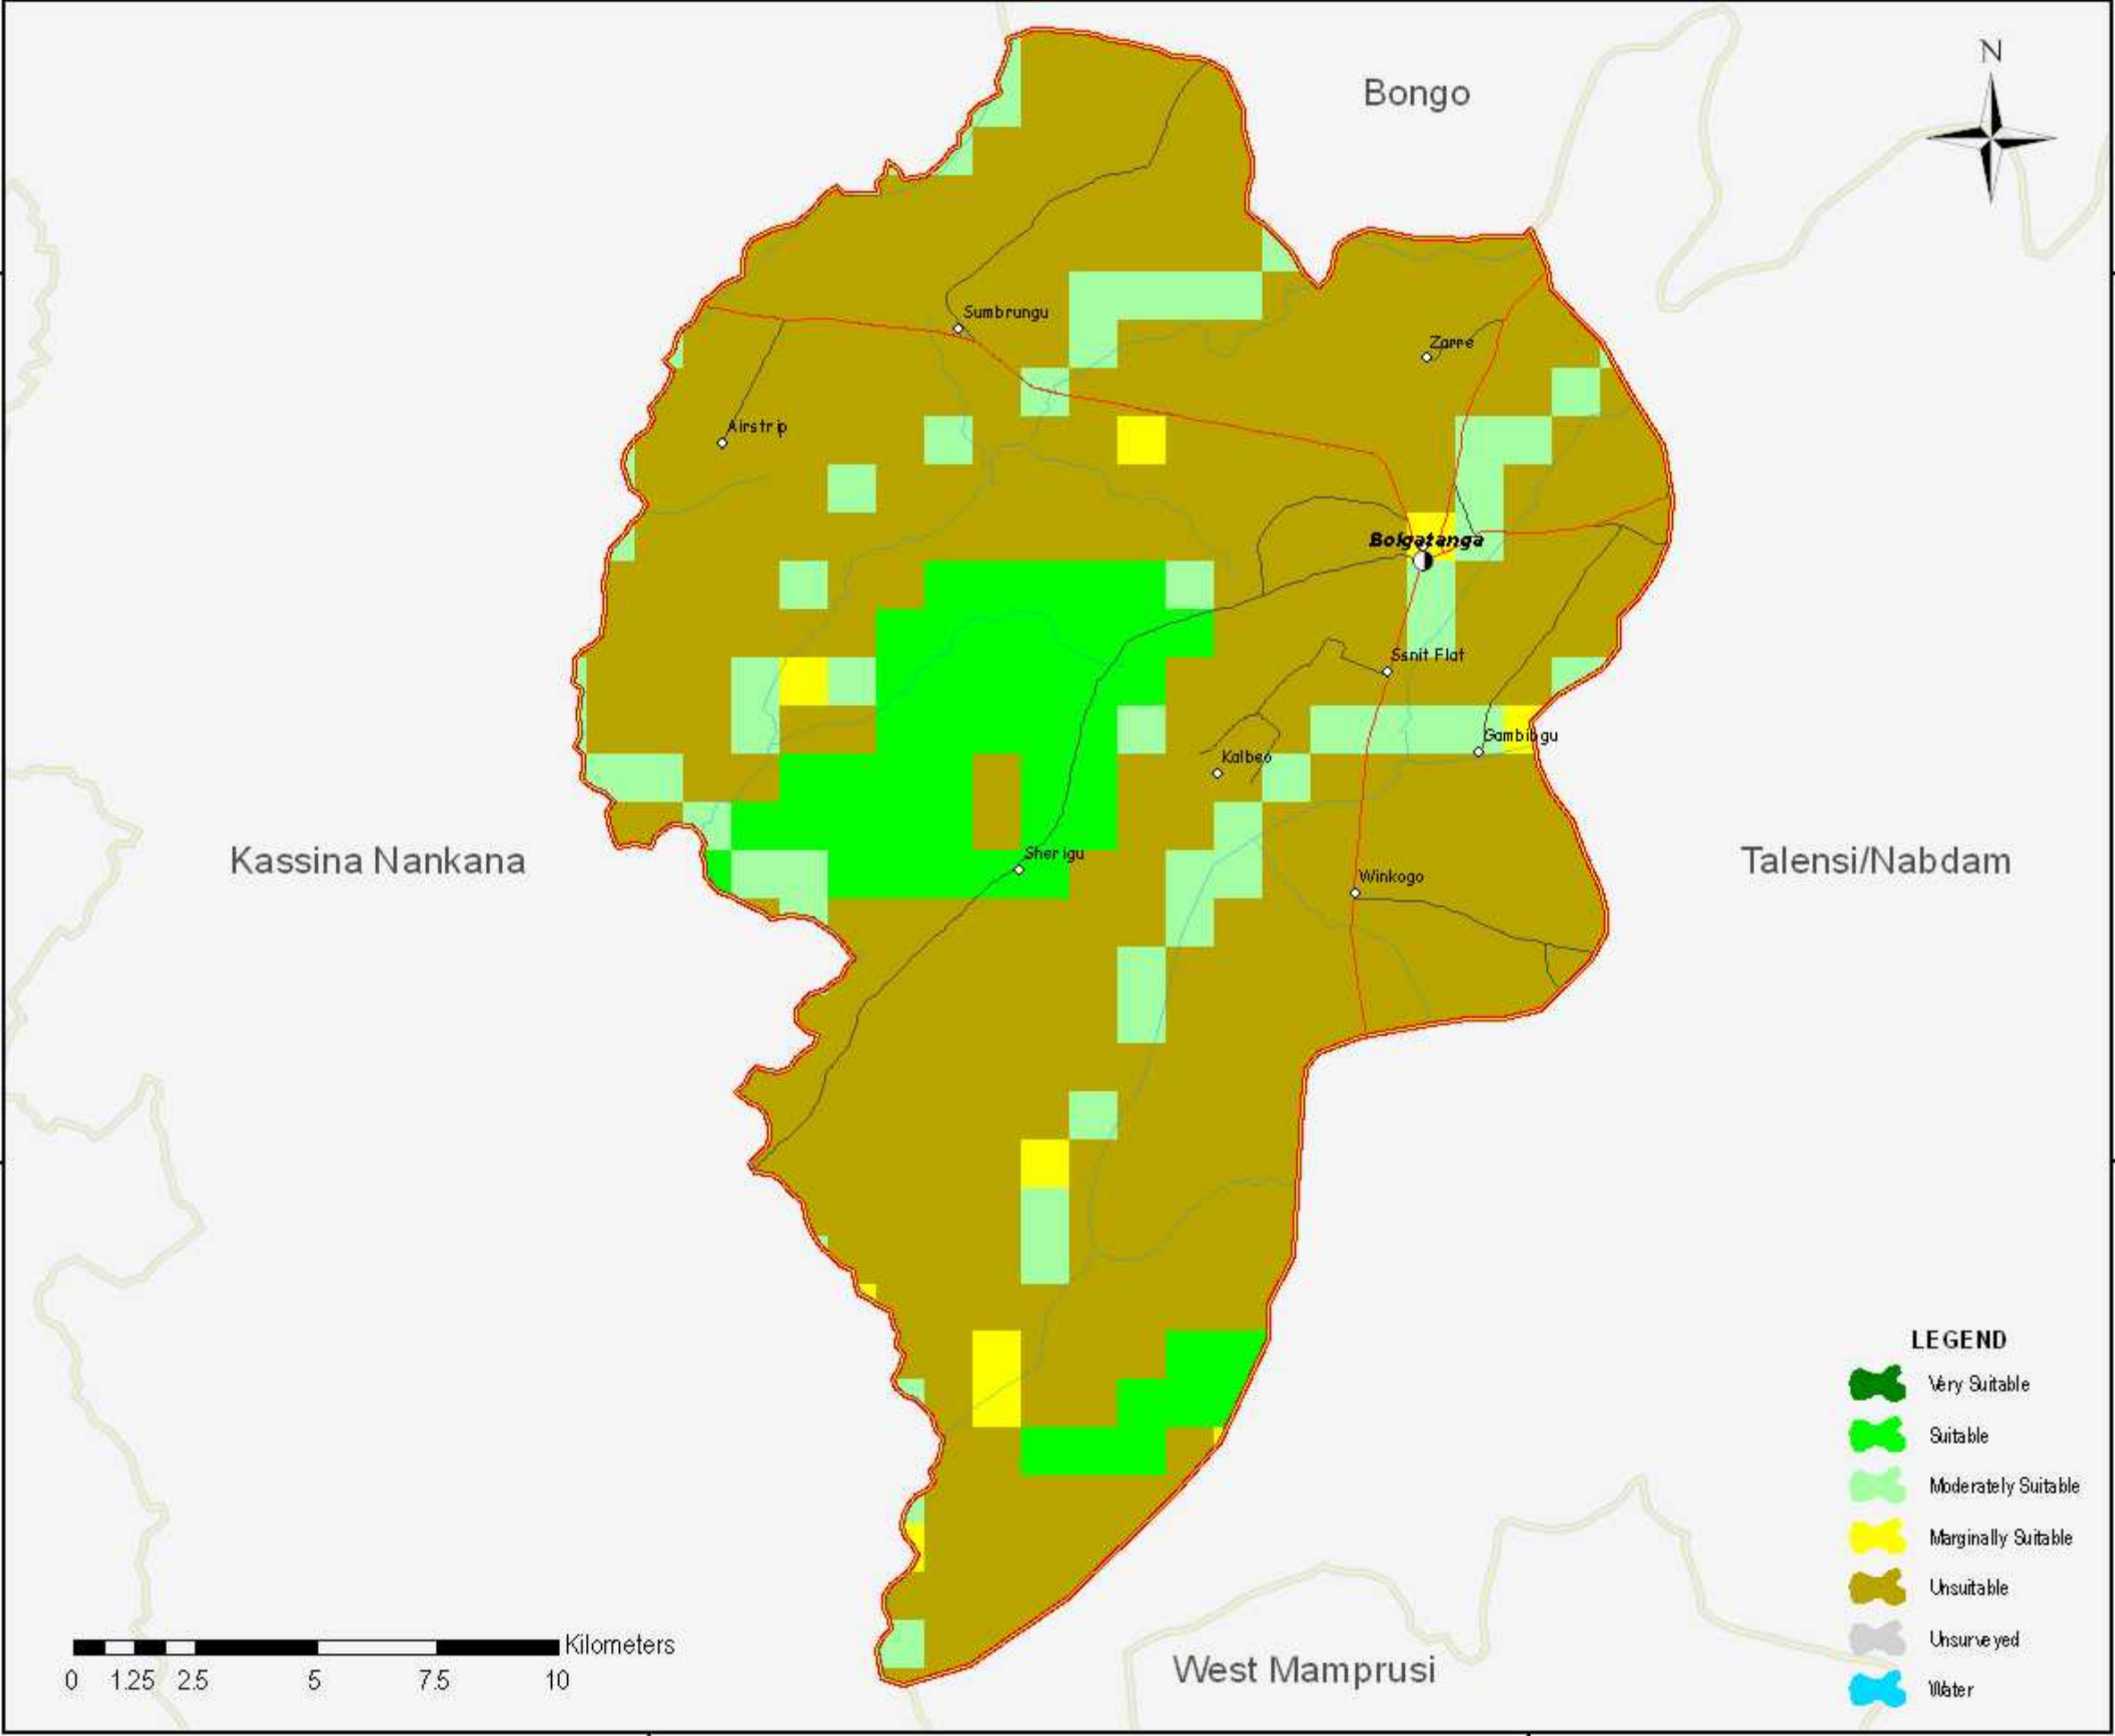 N
Bongo
Sumbrungu
Zarre
Airstrip
Bolgatanga
Ssnit Flat
Gambibgu
Kalbeo
Kassina Nankana
Sherigu
Talensi/Nabdam
Winkogo
LEGEND
Very Suitable
Suitable
Moderately Suitable
Marginally Suitable
Unsuitable
Unsurveyed
Water
Kilometers
0 1.25 2.5 5 7.5 10
West Mamprusi